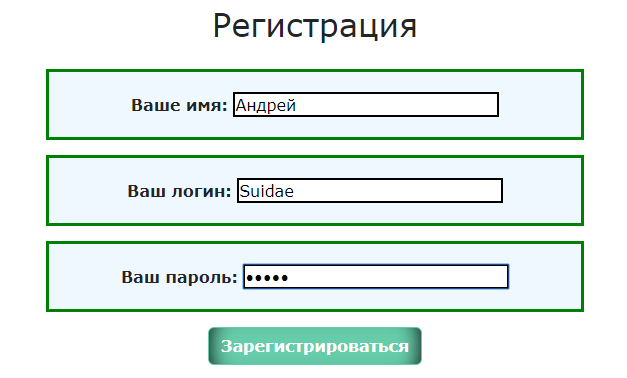 Регистрация
Ваше имя: Андрей
Ваш логин: Suidae
Ваш пароль: •••••
Зарегистрироваться